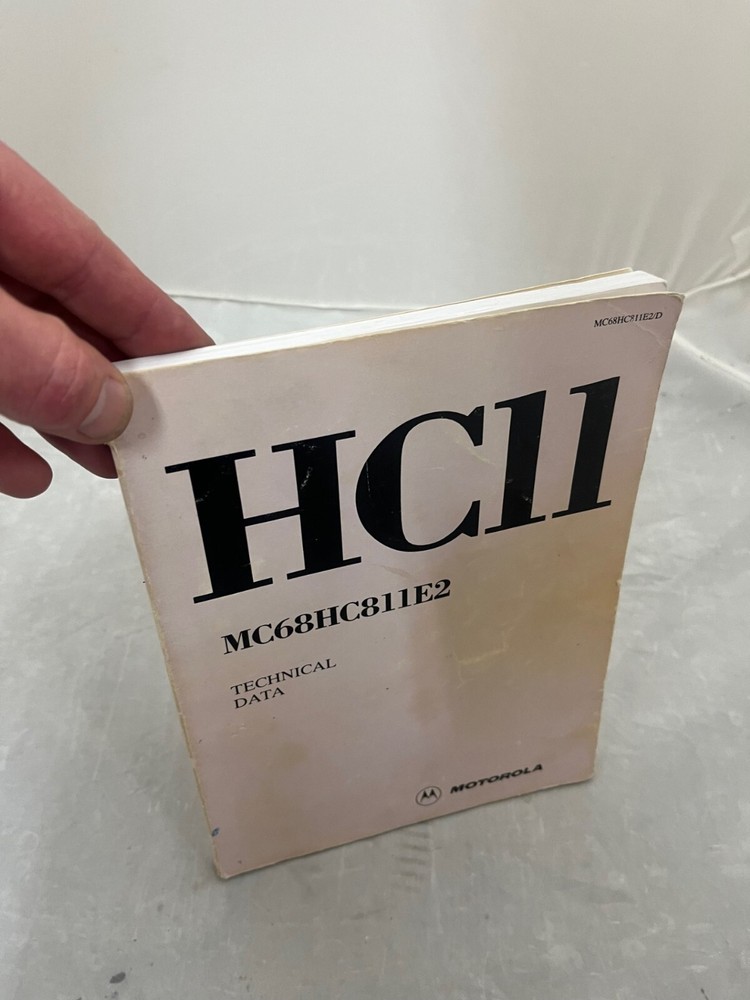 MC68HC811E2/D
HC11
MC68HC811E2
TECHNICAL
DATA
MOTOROLA